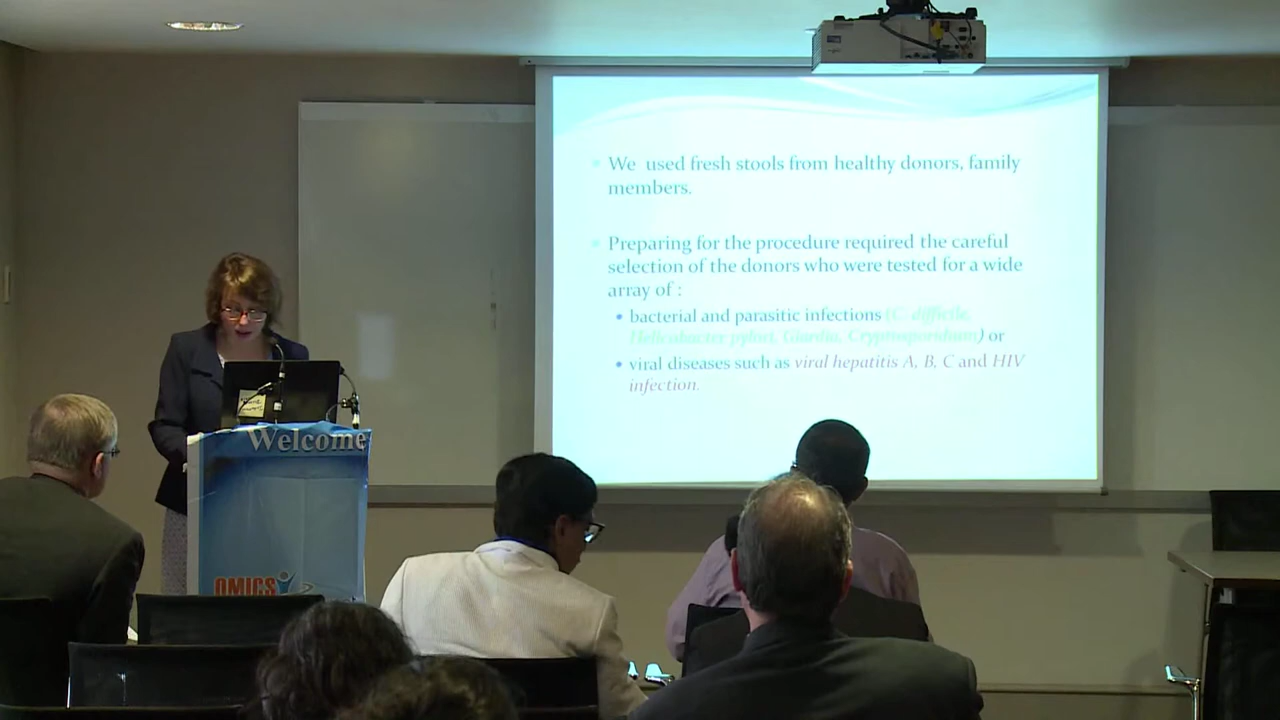 We used fresh stools from healthy donors, family
members.
Preparing for the procedure required the careful
selection of the donors who were tested for a wide
array of :
bacterial and parasitic infections (C. difficile,
Helicobacter pylori, Giardia, Cryptosporidium) or
viral diseases such as viral hepatitis A, B, C and HIV
infection.
Welcome
OMICS